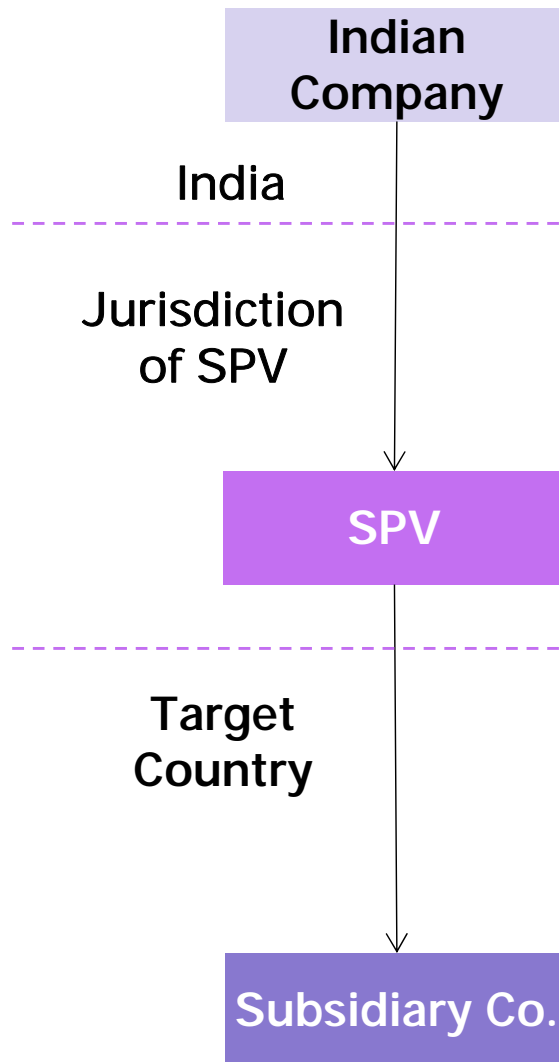 Indian
Company
India
Jurisdiction
of SPV
SPV
Target
Country
Subsidiary Co.